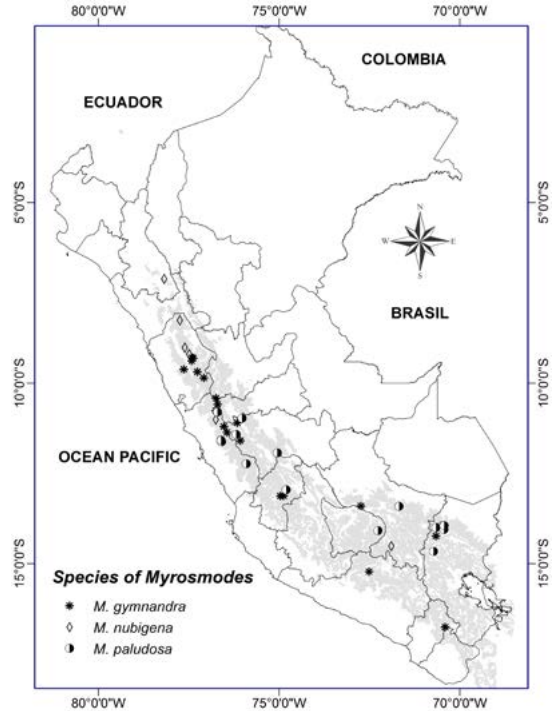 80°0'0"W 75°0'0"W 70°0'0"W
COLOMBIA
ECUADOR
5°0'0"S 5°0'0"S
N
W E
S
BRASIL
10°0'0"S 10°0'0"S
OCEAN PACIFIC
15°0'0"S 15°0'0"S
Species of Myrosmodes
M. gymnandra
M. nubigena
M. paludosa
80°0'0"W 75°0'0"W 70°0'0"W